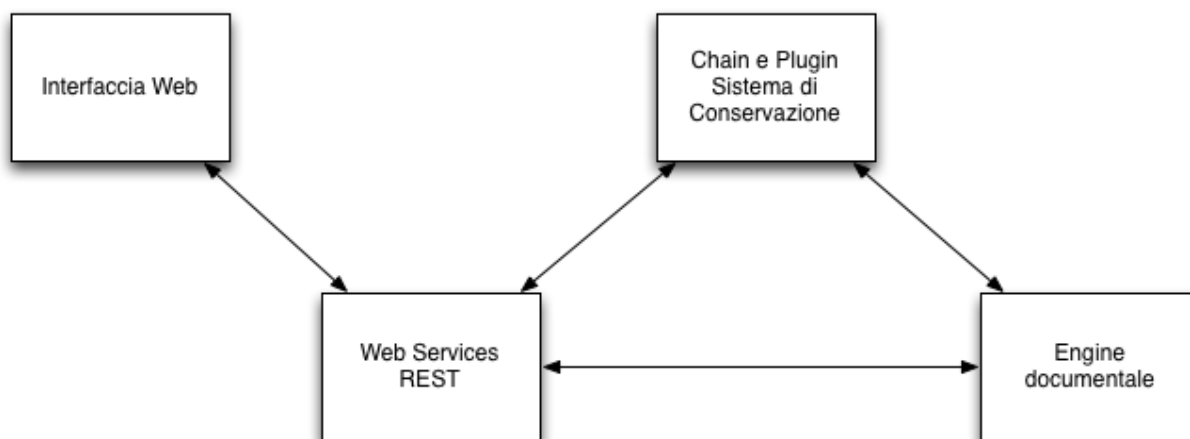 Interfaccia Web
Chain e Plugin
Sistema di
Conservazione
Web Services
REST
Engine
documentale